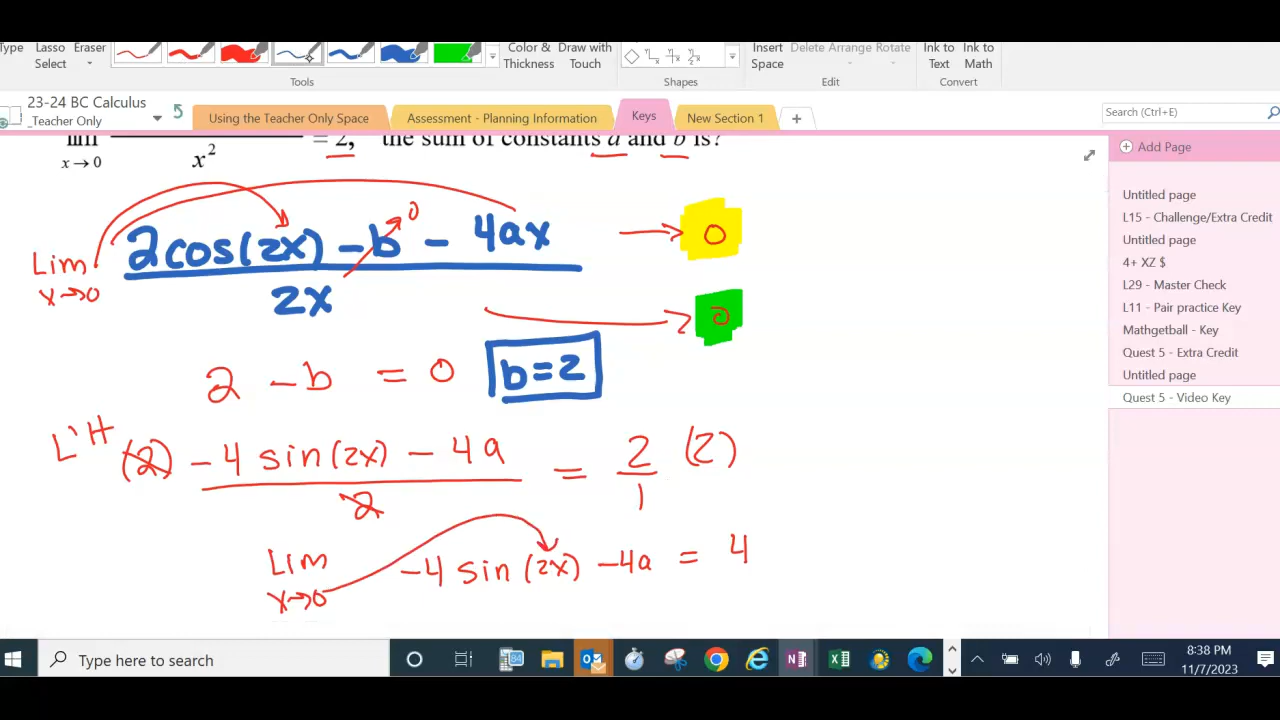 Type
Lasso Select
Eraser
Tools
Color & Thickness
Draw with Touch
Shapes
Insert Space
Delete Arrange Rotate
Edit
Ink to Text
Ink to Math
Convert
23-24 BC Calculus
_Teacher Only
Using the Teacher Only Space
Assessment - Planning Information
Keys
New Section 1
+
Search (Ctrl+E)
Add Page
Untitled page
L15 - Challenge/Extra Credit
Untitled page
4+ XZ $
L29 - Master Check
L11 - Pair practice Key
Mathgetball - Key
Quest 5 - Extra Credit
Untitled page
Quest 5 - Video Key
lim x → 0 x² = 2, the sum of constants a and b is?
Lim x→0 2cos(2x) - b - 4ax → 0
0
2x → 0
2 - b = 0 b = 2
L'H (2) -4 sin(2x) - 4a = 2 (2)
2 1
Lim x→0 -4 sin(2x) - 4a = 4
Type here to search
8:38 PM
11/7/2023